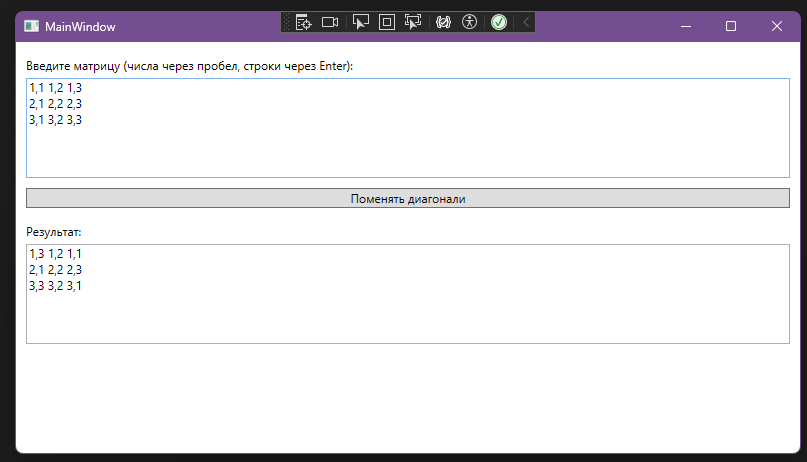 MainWindow
Введите матрицу (числа через пробел, строки через Enter):
1,1 1,2 1,3
2,1 2,2 2,3
3,1 3,2 3,3
Поменять диагонали
Результат:
1,3 1,2 1,1
2,1 2,2 2,3
3,3 3,2 3,1